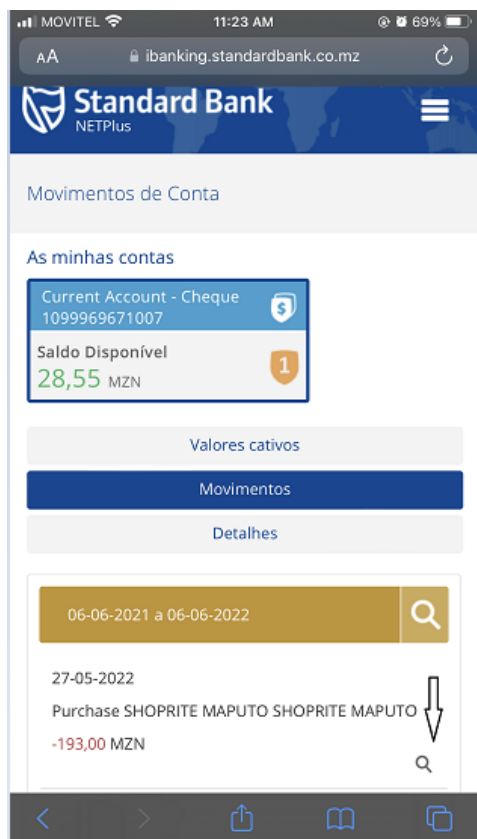 MOVITEL 11:23 AM 69%
AA ibanking.standardbank.co.mz
Standard Bank
NETPlus
Movimentos de Conta
As minhas contas
Current Account - Cheque
1099969671007
$
Saldo Disponível
28,55 MZN
1
Valores cativos
Movimentos
Detalhes
06-06-2021 a 06-06-2022
27-05-2022
Purchase SHOPRITE MAPUTO SHOPRITE MAPUTO
-193,00 MZN